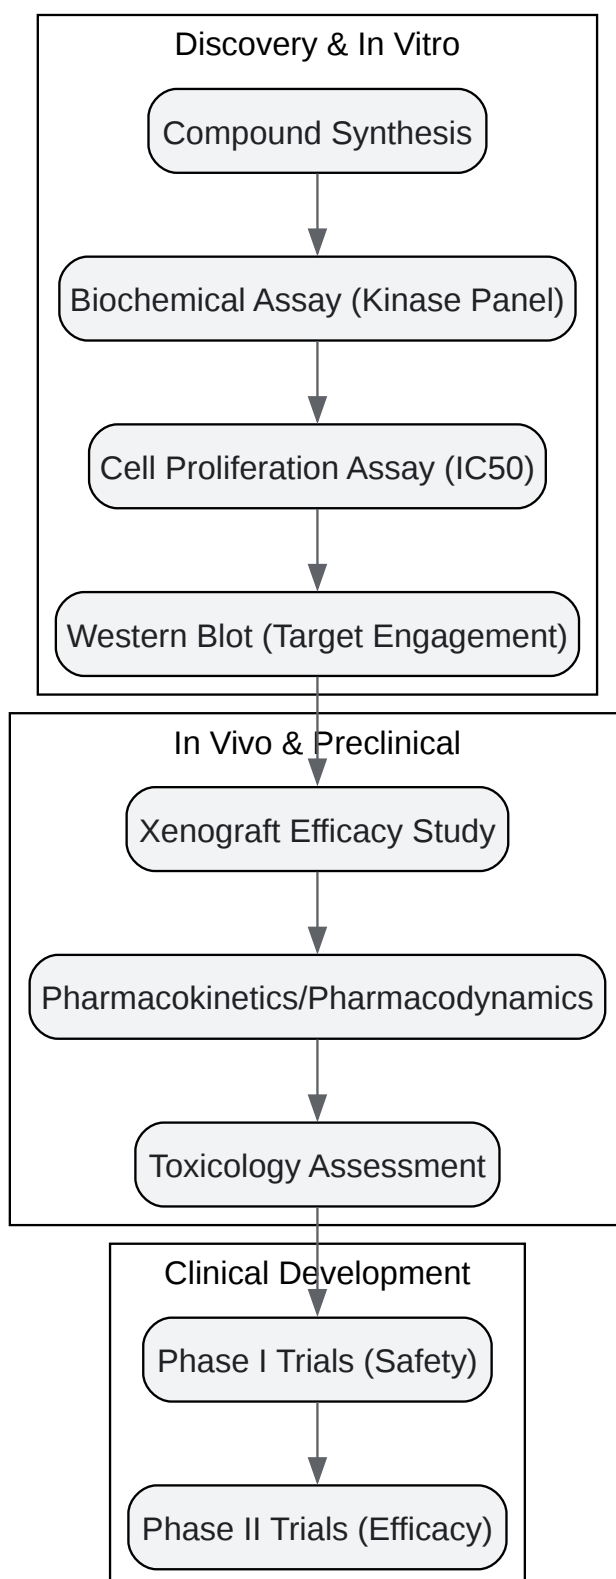 Discovery & In Vitro
Compound Synthesis
Biochemical Assay (Kinase Panel)
Cell Proliferation Assay (IC50)
Western Blot (Target Engagement)
In Vivo & Preclinical
Xenograft Efficacy Study
Pharmacokinetics/Pharmacodynamics
Toxicology Assessment
Clinical Development
Phase I Trials (Safety)
Phase II Trials (Efficacy)